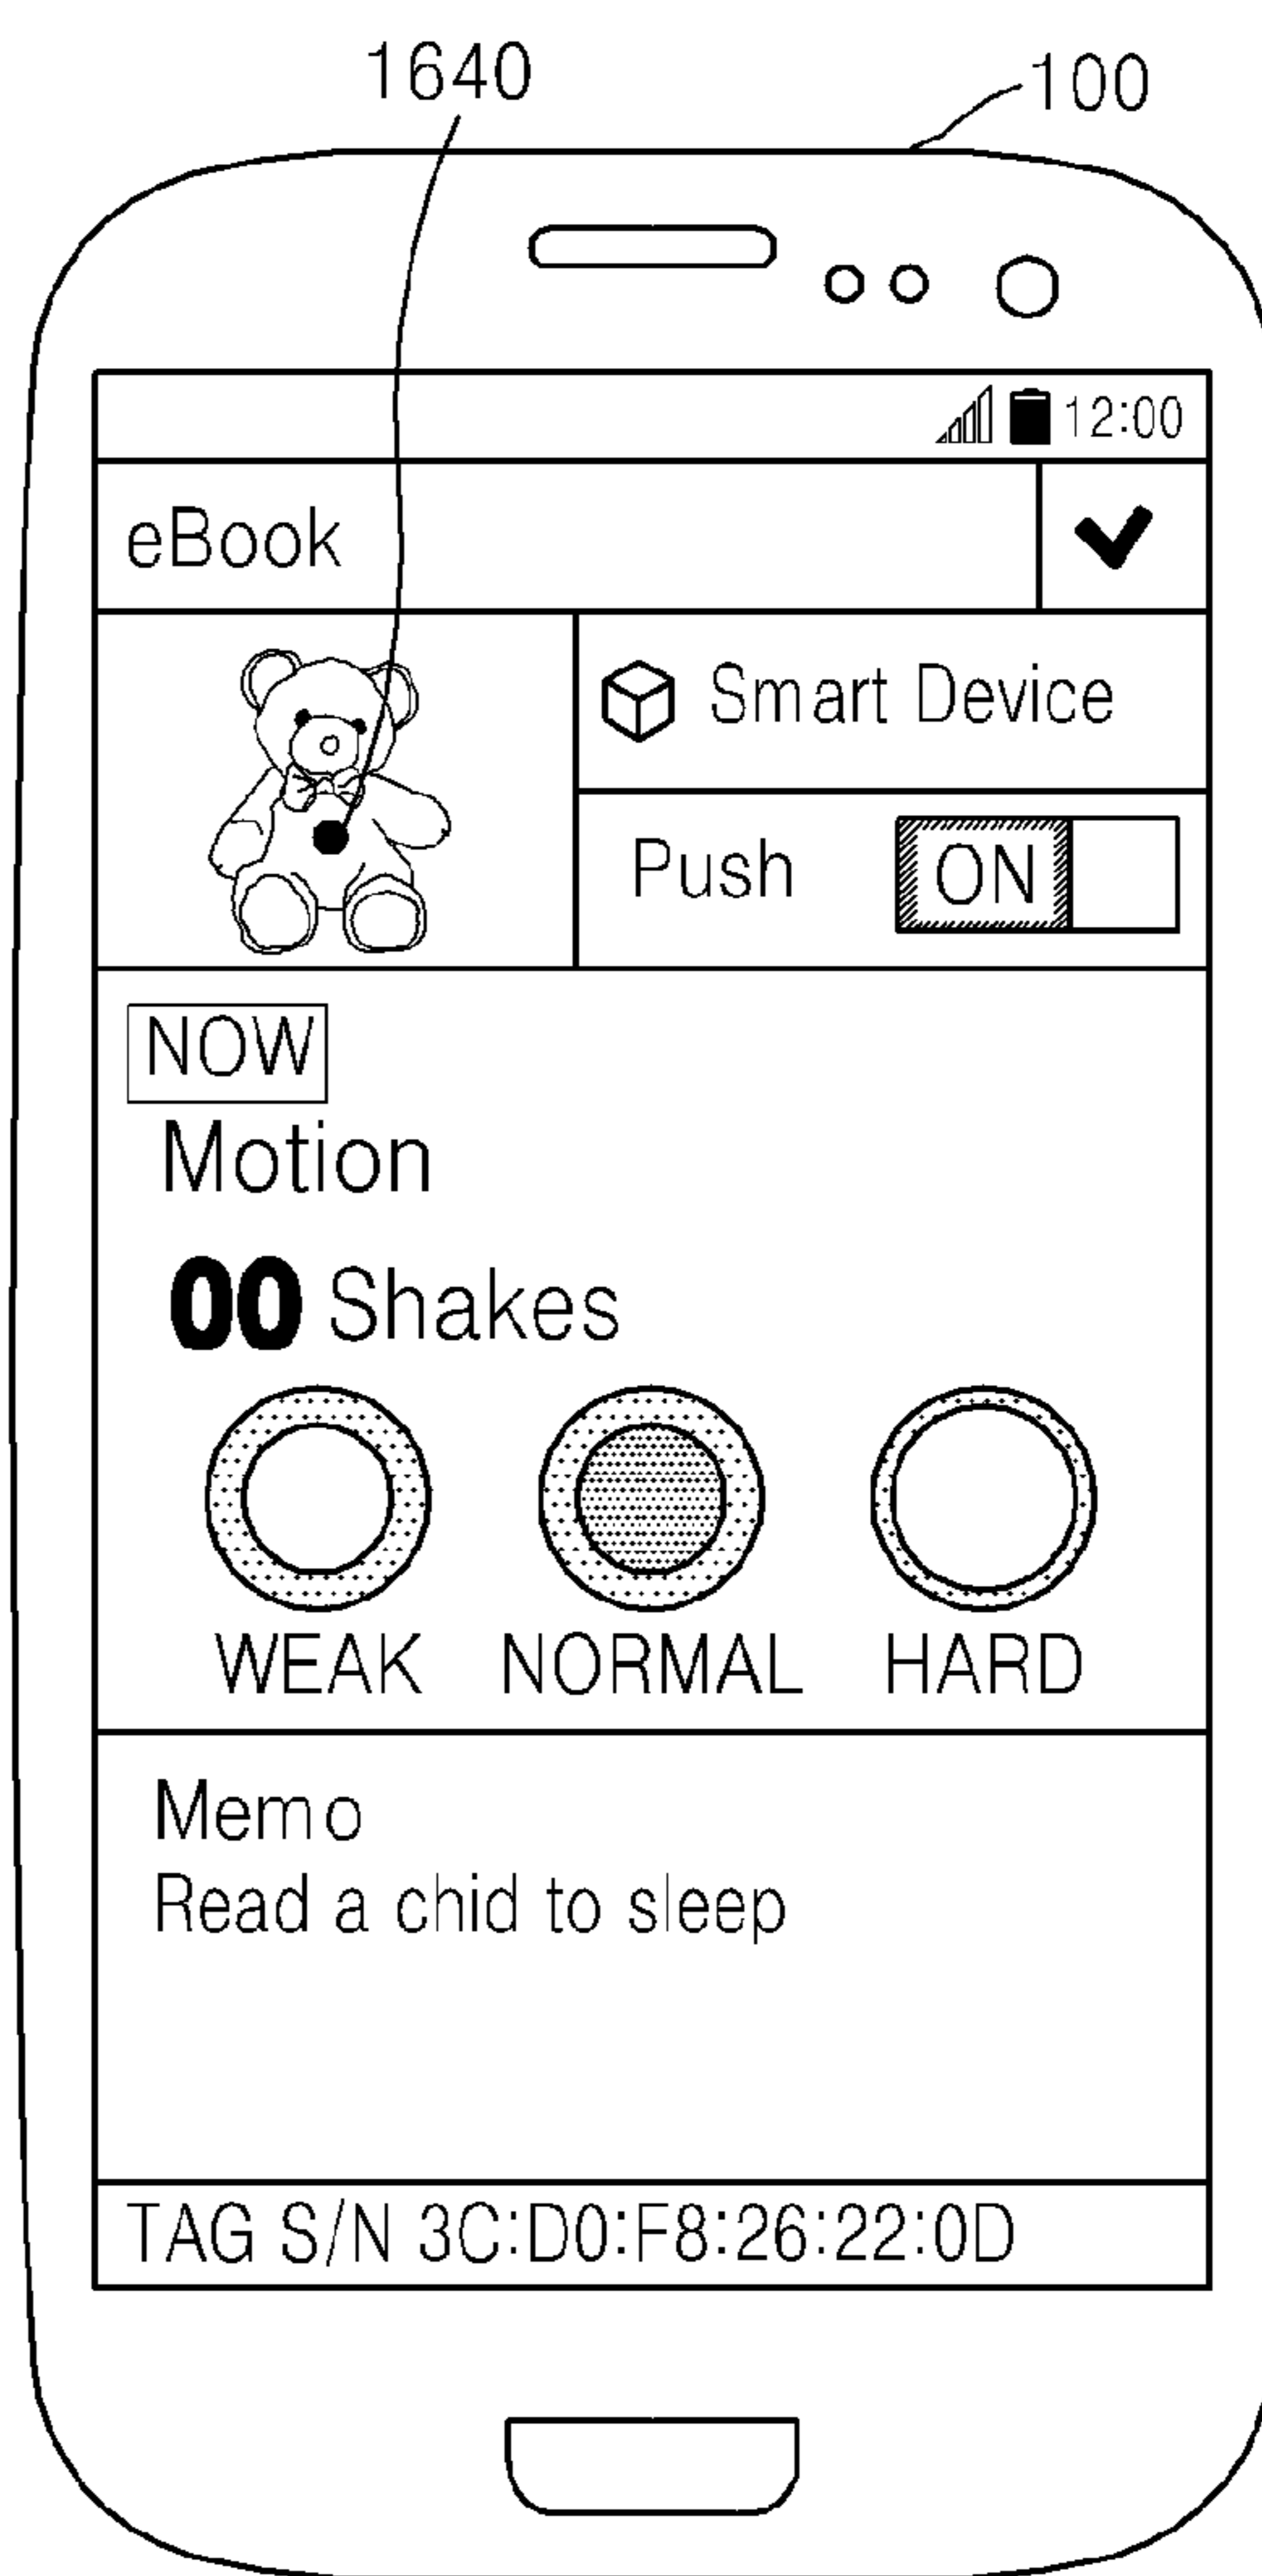 1640
100
12:00
eBook
Smart Device
Push ON
NOW
Motion
00 Shakes
WEAK NORMAL HARD
Memo
Read a chid to sleep
TAG S/N 3C:D0:F8:26:22:0D